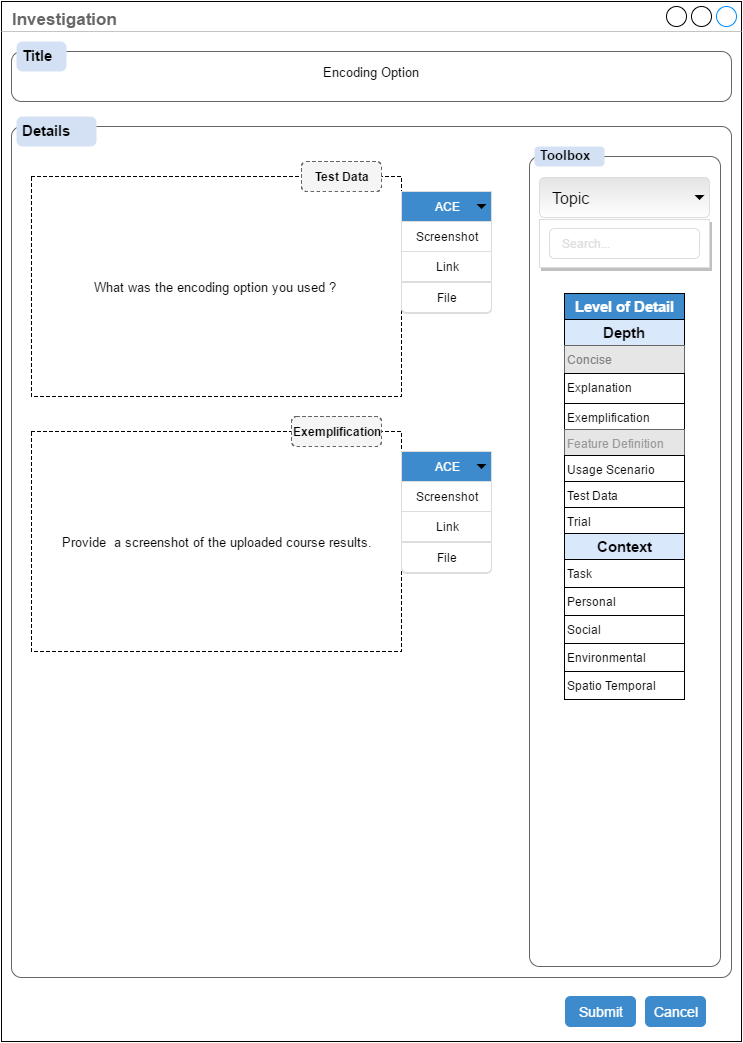 Investigation
Title
Encoding Option
Details
Test Data
ACE
Screenshot
Link
File
What was the encoding option you used ?
Exemplification
ACE
Screenshot
Link
File
Provide  a screenshot of the uploaded course results.
Toolbox
Topic
Search...
Level of Detail
Depth
Concise
Explanation
Exemplification
Feature Definition
Usage Scenario
Test Data
Trial
Context
Task
Personal
Social
Environmental
Spatio Temporal
Submit
Cancel